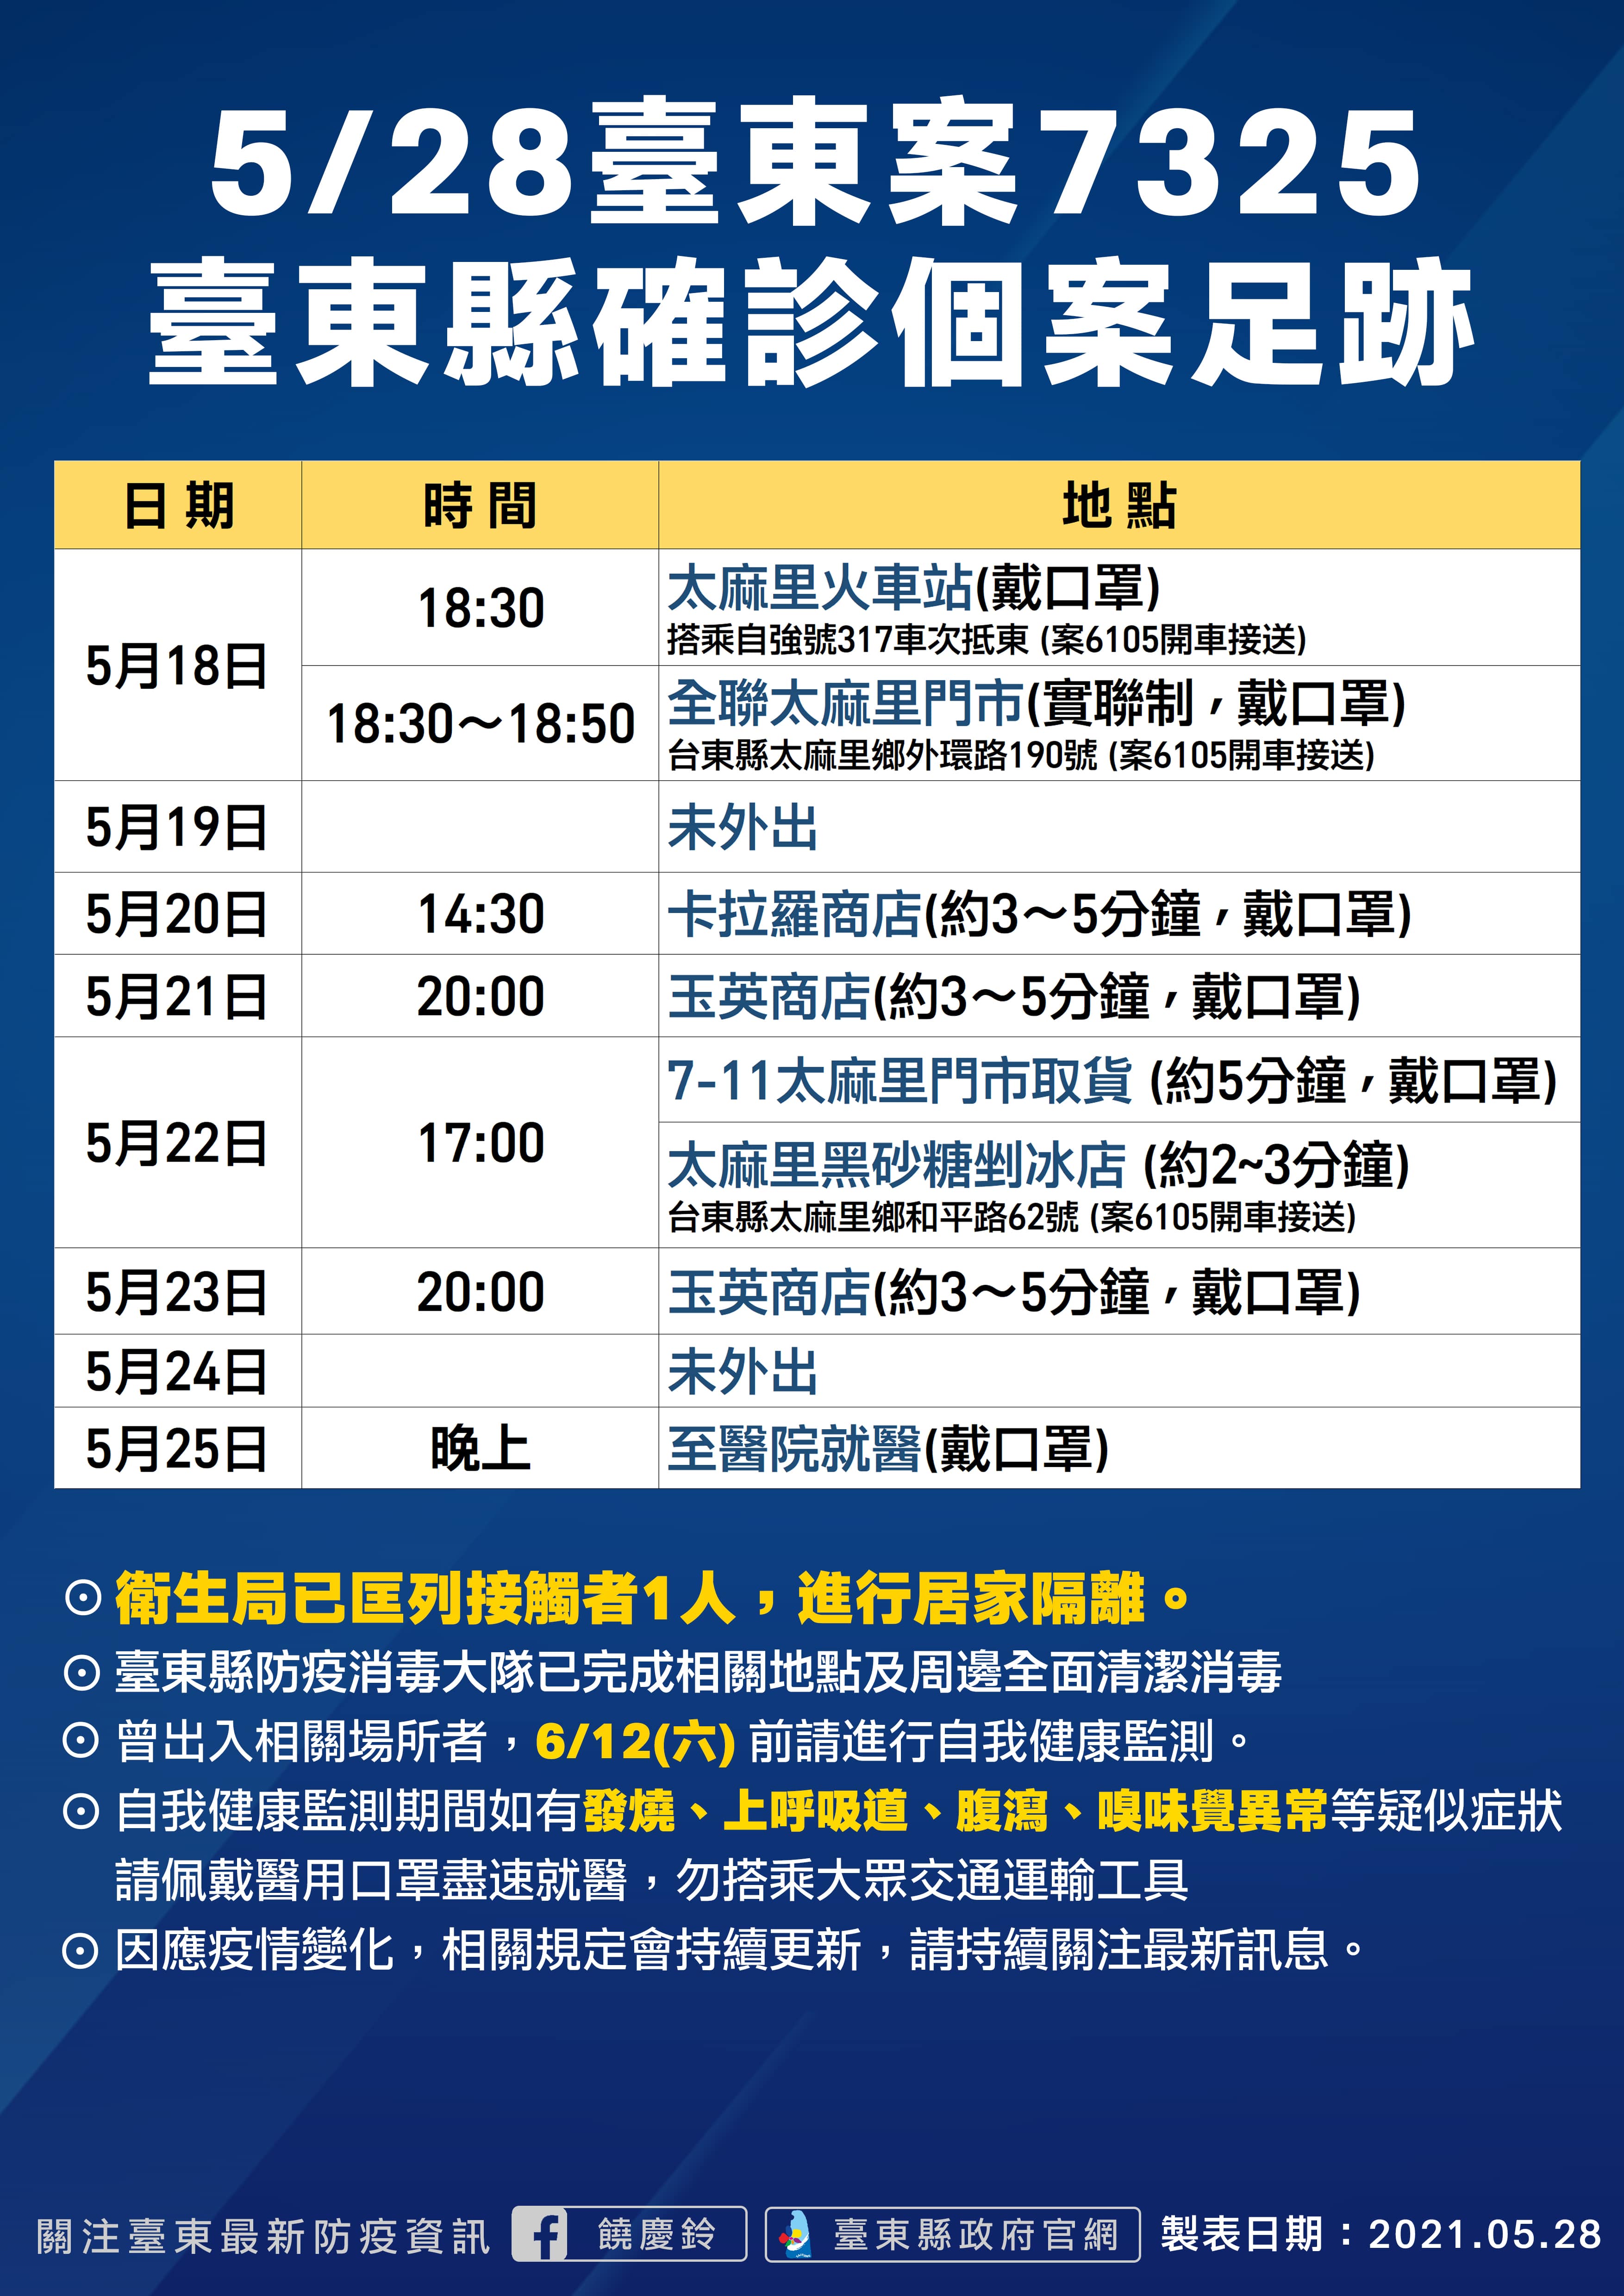 5/28臺東案7325
臺東縣確診個案足跡
日期 時間 地點
5月18日
18:30
太麻里火車站(戴口罩)
搭乘自強號317車次抵東 (案6105開車接送)
18:30～18:50
全聯太麻里門市(實聯制，戴口罩)
台東縣太麻里鄉外環路190號 (案6105開車接送)
5月19日
未外出
5月20日
14:30
卡拉羅商店(約3～5分鐘，戴口罩)
5月21日
20:00
玉英商店(約3～5分鐘，戴口罩)
5月22日
17:00
7-11太麻里門市取貨 (約5分鐘，戴口罩)
太麻里黑砂糖剉冰店 (約2~3分鐘)
台東縣太麻里鄉和平路62號 (案6105開車接送)
5月23日
20:00
玉英商店(約3～5分鐘，戴口罩)
5月24日
未外出
5月25日
晚上
至醫院就醫(戴口罩)
⊙ 衛生局已匡列接觸者1人，進行居家隔離。
⊙ 臺東縣防疫消毒大隊已完成相關地點及周邊全面清潔消毒
⊙ 曾出入相關場所者，6/12(六) 前請進行自我健康監測。
⊙ 自我健康監測期間如有發燒、上呼吸道、腹瀉、嗅味覺異常等疑似症狀
請佩戴醫用口罩盡速就醫，勿搭乘大眾交通運輸工具
⊙ 因應疫情變化，相關規定會持續更新，請持續關注最新訊息。
關注臺東最新防疫資訊 f 饒慶鈴 臺東縣政府官網 製表日期：2021.05.28